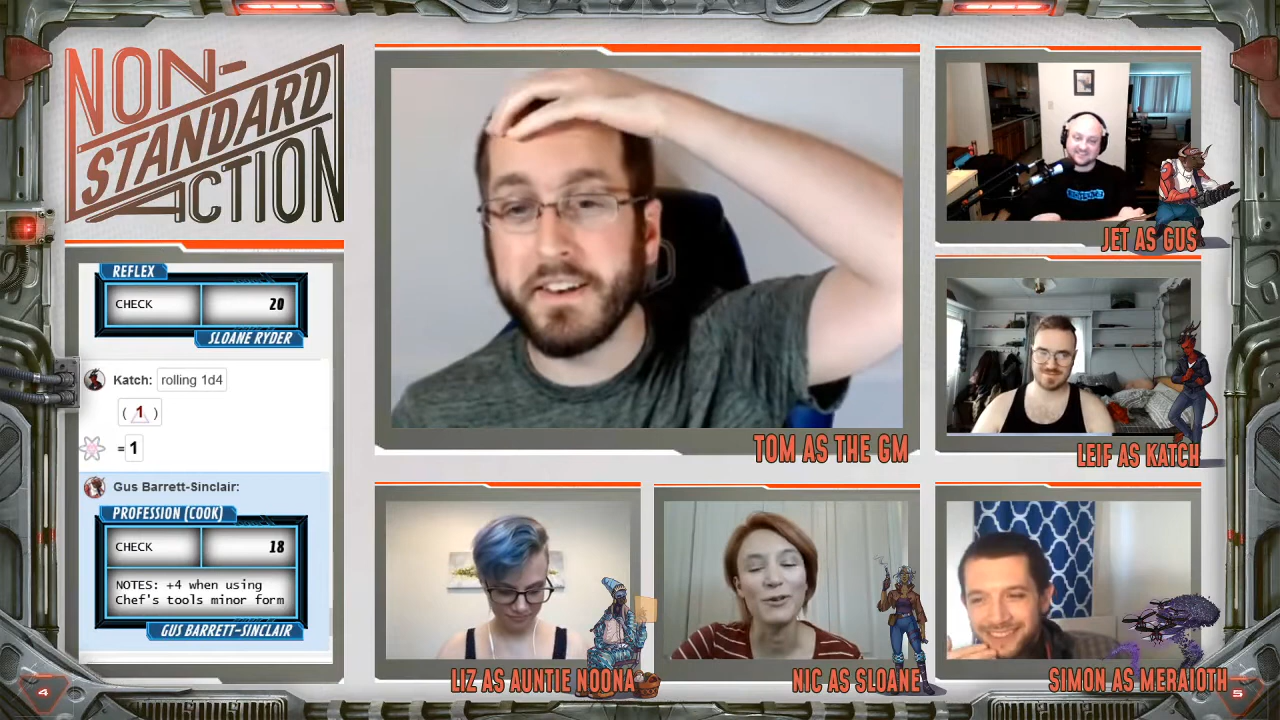 NON-
STANDARD
ACTION
REFLEX
CHECK 20
SLOANE RYDER
Katch: rolling 1d4
( 1 )
= 1
Gus Barrett-Sinclair:
PROFESSION (COOK)
CHECK 18
NOTES: +4 when using
Chef's tools minor form
GUS BARRETT-SINCLAIR
TOM AS THE GM
JET AS GUS
LEIF AS KATCH
LIZ AS AUNTIE NOONA
NIC AS SLOANE
SIMON AS MERAIOTH
4
5